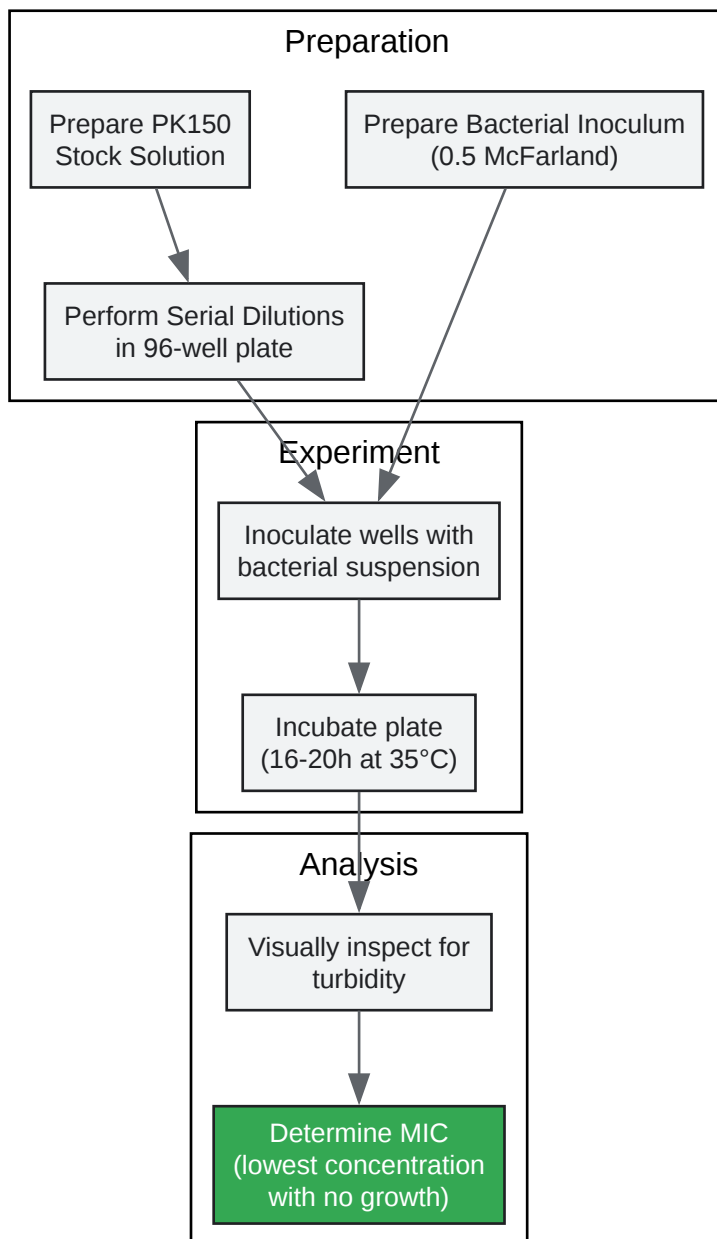 Preparation
Prepare PK150
Stock Solution
Prepare Bacterial Inoculum
(0.5 McFarland)
Perform Serial Dilutions
in 96-well plate
Experiment
Inoculate wells with
bacterial suspension
Incubate plate
(16-20h at 35°C)
Analysis
Visually inspect for
turbidity
Determine MIC
(lowest concentration
with no growth)